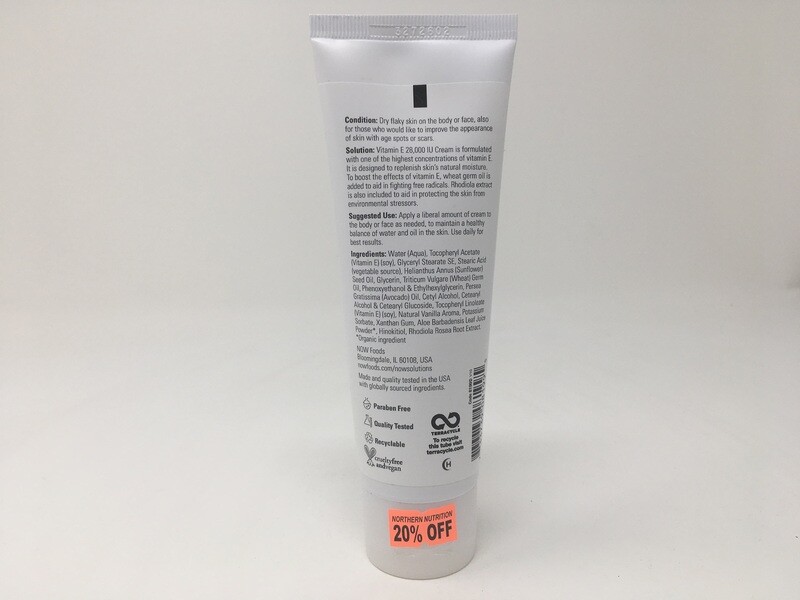 Condition: Dry flaky skin on the body or face, also
for those who would like to improve the appearance
of skin with age spots or scars.
Solution: Vitamin E 28,000 IU Cream is formulated
with one of the highest concentrations of vitamin E.
It is designed to replenish skin's natural moisture.
To boost the effects of vitamin E, wheat germ oil is
added to aid in fighting free radicals. Rhodiola extract
is also included to aid in protecting the skin from
environmental stressors.
Suggested Use: Apply a liberal amount of cream to
the body or face as needed, to maintain a healthy
balance of water and oil in the skin. Use daily for
best results.
Ingredients: Water (Aqua), Tocopheryl Acetate
(Vitamin E) (soy), Glyceryl Stearate SE, Stearic Acid
(vegetable source), Helianthus Annus (Sunflower)
Seed Oil, Glycerin, Triticum Vulgare (Wheat) Germ
Oil, Phenoxyethanol & Ethylhexylglycerin, Persea
Gratissima (Avocado) Oil, Cetyl Alcohol, Cetearyl
Alcohol & Cetearyl Glucoside, Tocopheryl Linoleate
(Vitamin E) (soy), Natural Vanilla Aroma, Potassium
Sorbate, Xanthan Gum, Aloe Barbadensis Leaf Juice
Powder*, Hinokitiol, Rhodiola Rosea Root Extract.
*Organic ingredient
NOW Foods
Bloomingdale, IL 60108, USA
nowfoods.com/nowsolutions
Made and quality tested in the USA
with globally sourced ingredients.
Paraben Free
Quality Tested
Recyclable
crueltyfree
andvegan
TERRACYCLE
To recycle
this tube visit
terracycle.com
H
NORTHERN NUTRITION
20% OFF